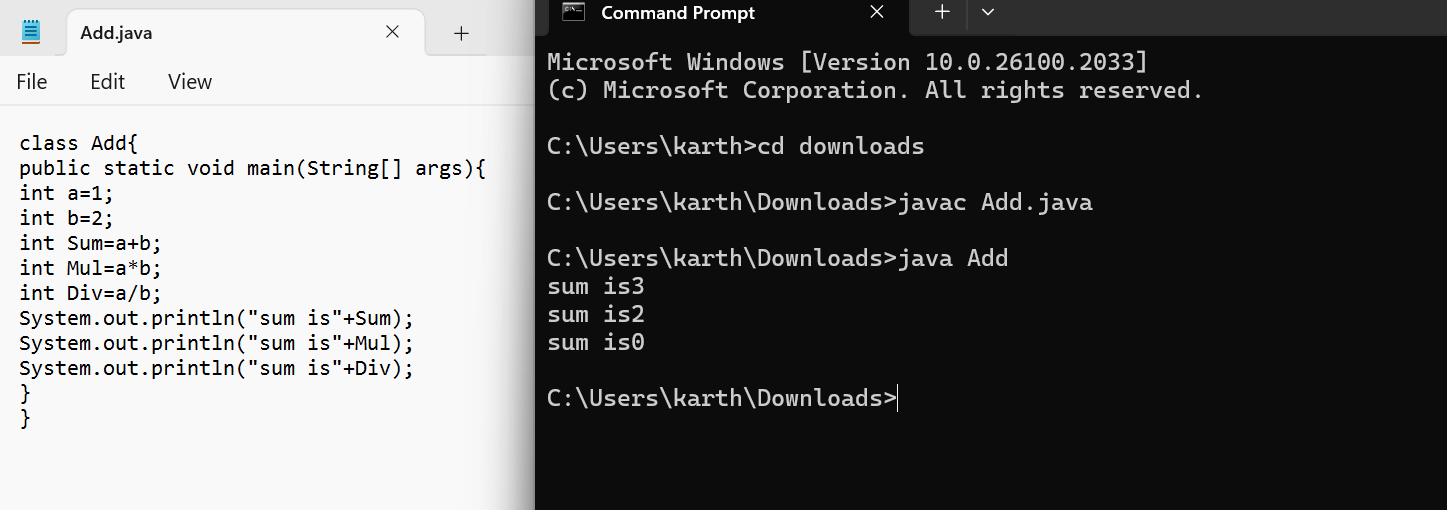 Add.java
File Edit View
class Add{
public static void main(String[] args){
int a=1;
int b=2;
int Sum=a+b;
int Mul=a*b;
int Div=a/b;
System.out.println("sum is"+Sum);
System.out.println("sum is"+Mul);
System.out.println("sum is"+Div);
}
}
Command Prompt
Microsoft Windows [Version 10.0.26100.2033]
(c) Microsoft Corporation. All rights reserved.
C:\Users\karth>cd downloads
C:\Users\karth\Downloads>javac Add.java
C:\Users\karth\Downloads>java Add
sum is3
sum is2
sum is0
C:\Users\karth\Downloads>